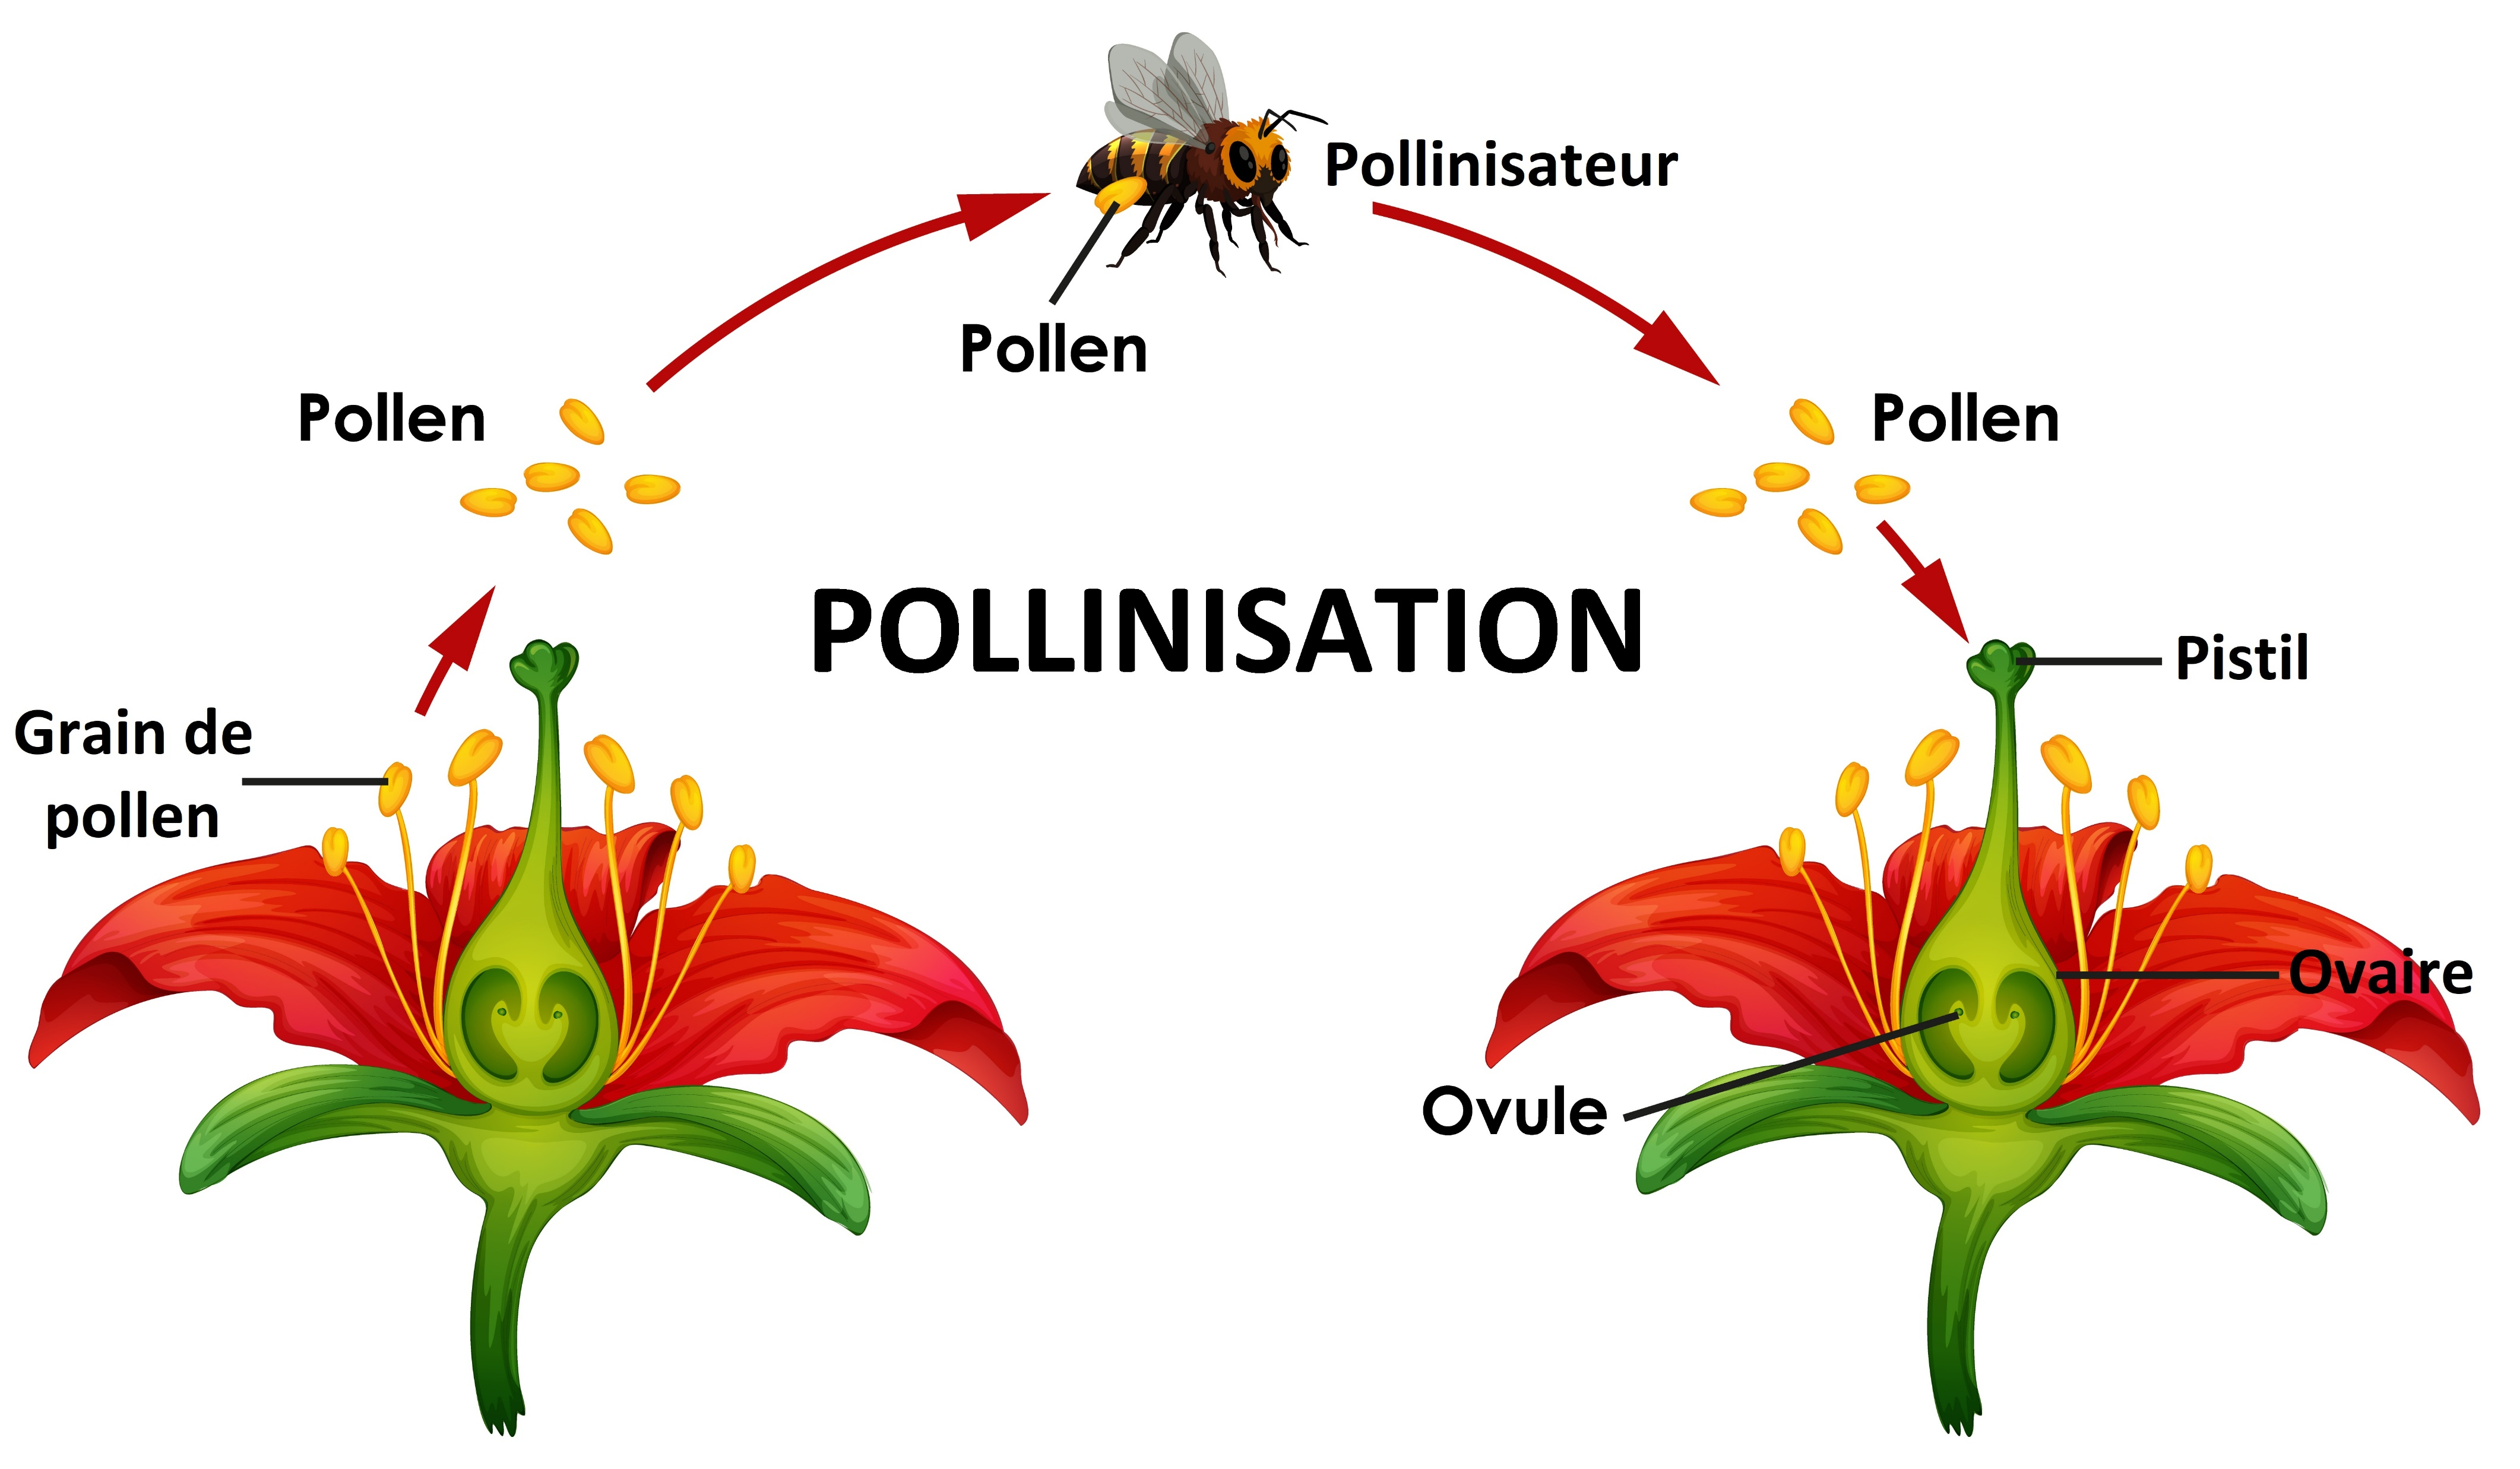 Pollinisateur
Pollen
Pollen
Pollen
POLLINISATION
Pistil
Grain de
pollen
Ovaire
Ovule